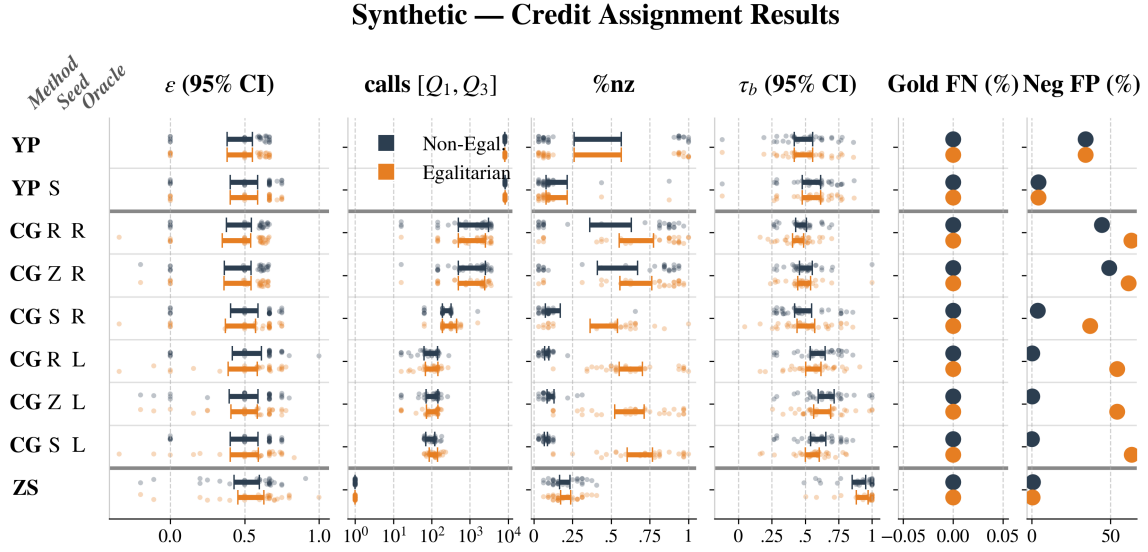 Synthetic — Credit Assignment Results
Method
Seed
Oracle
ε (95% CI)
calls [Q1, Q3]
%nz
τb (95% CI)
Gold FN (%)
Neg FP (%)
Non-Egal.
Egalitarian
YP
YP S
CG R R
CG Z R
CG S R
CG R L
CG Z L
CG S L
ZS
0.0 0.5 1.0
10^0 10^1 10^2 10^3 10^4
0 .25 .5 .75 1
0 .25 .5 .75 1
−0.05 0.00 0.05
0 50